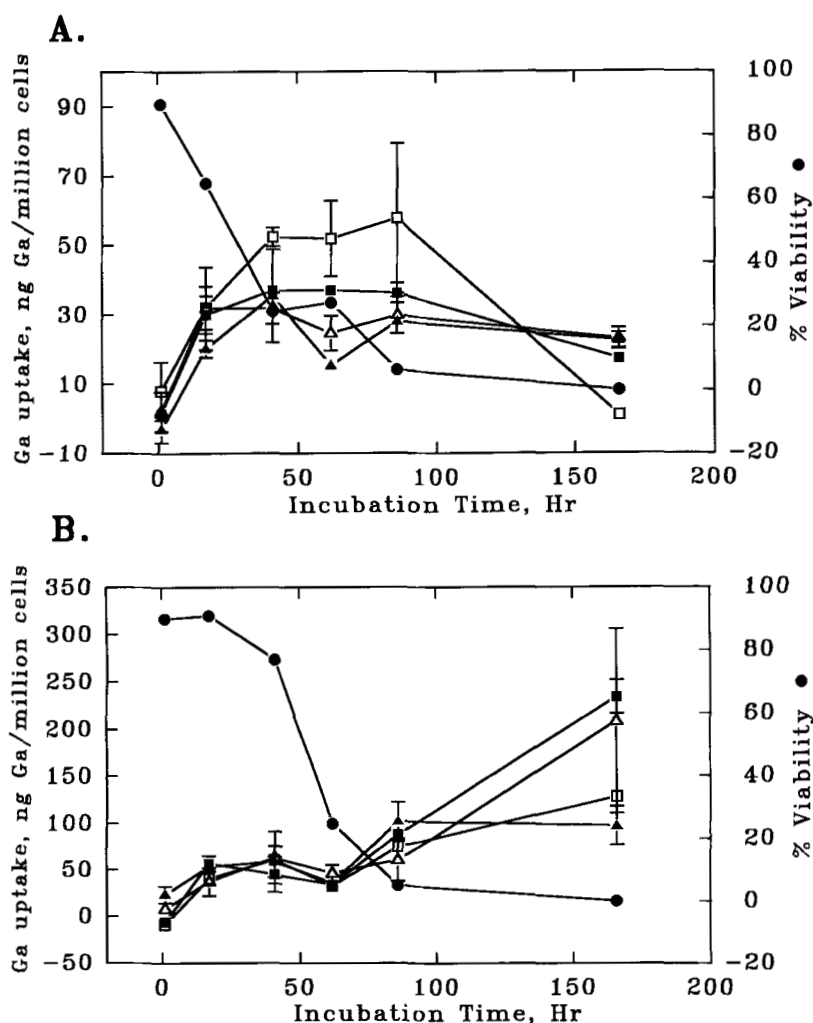 A.
Ga uptake, ng Ga/million cells
90
70
50
30
10
-10
100
80
60
40
20
0
-20
% Viability ●
0 50 100 150 200
Incubation Time, Hr
B.
Ga uptake, ng Ga/million cells
350
300
250
200
150
100
50
0
-50
100
80
60
40
20
0
-20
% Viability ●
0 50 100 150 200
Incubation Time, Hr